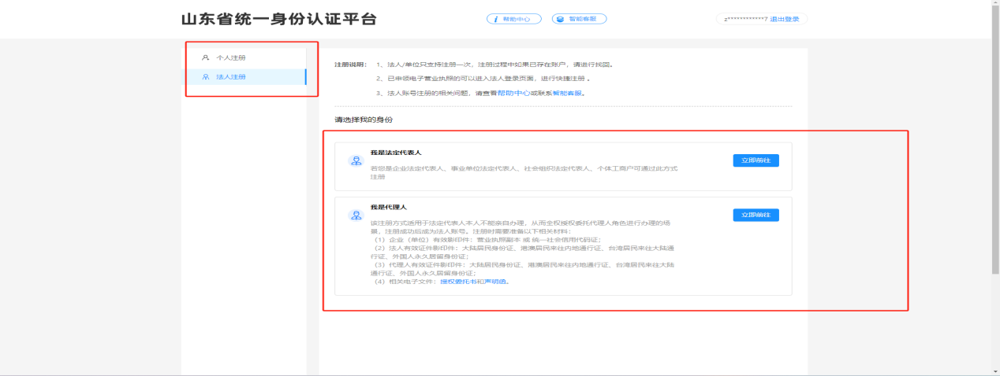 山东省统一身份认证平台
帮助中心
智能客服
z************7 退出登录
个人注册
法人注册
注册说明： 1、法人/单位只支持注册一次，注册过程中如果已存在账户，请进行找回。
2、已申领电子营业执照的可以进入法人登录页面，进行快捷注册 。
3、法人账号注册的相关问题，请查看帮助中心或联系智能客服。
请选择我的身份
我是法定代表人
立即前往
若您是企业法定代表人、事业单位法定代表人、社会组织法定代表人、个体工商户可通过此方式
注册
我是代理人
立即前往
该注册方式适用于法定代表人本人不能亲自办理，从而全权授权委托代理人角色进行办理的场
景，注册成功后成为法人账号。注册时需要准备以下相关材料：
（1）企业（单位）有效影印件：营业执照副本 或 统一社会信用代码证；
（2）法人有效证件影印件：大陆居民身份证、港澳居民来往内地通行证、台湾居民来往大陆通
行证、外国人永久居留身份证；
（3）代理人有效证件影印件：大陆居民身份证、港澳居民来往内地通行证、台湾居民来往大陆
通行证、外国人永久居留身份证；
（4）相关电子文件：授权委托书和声明函。